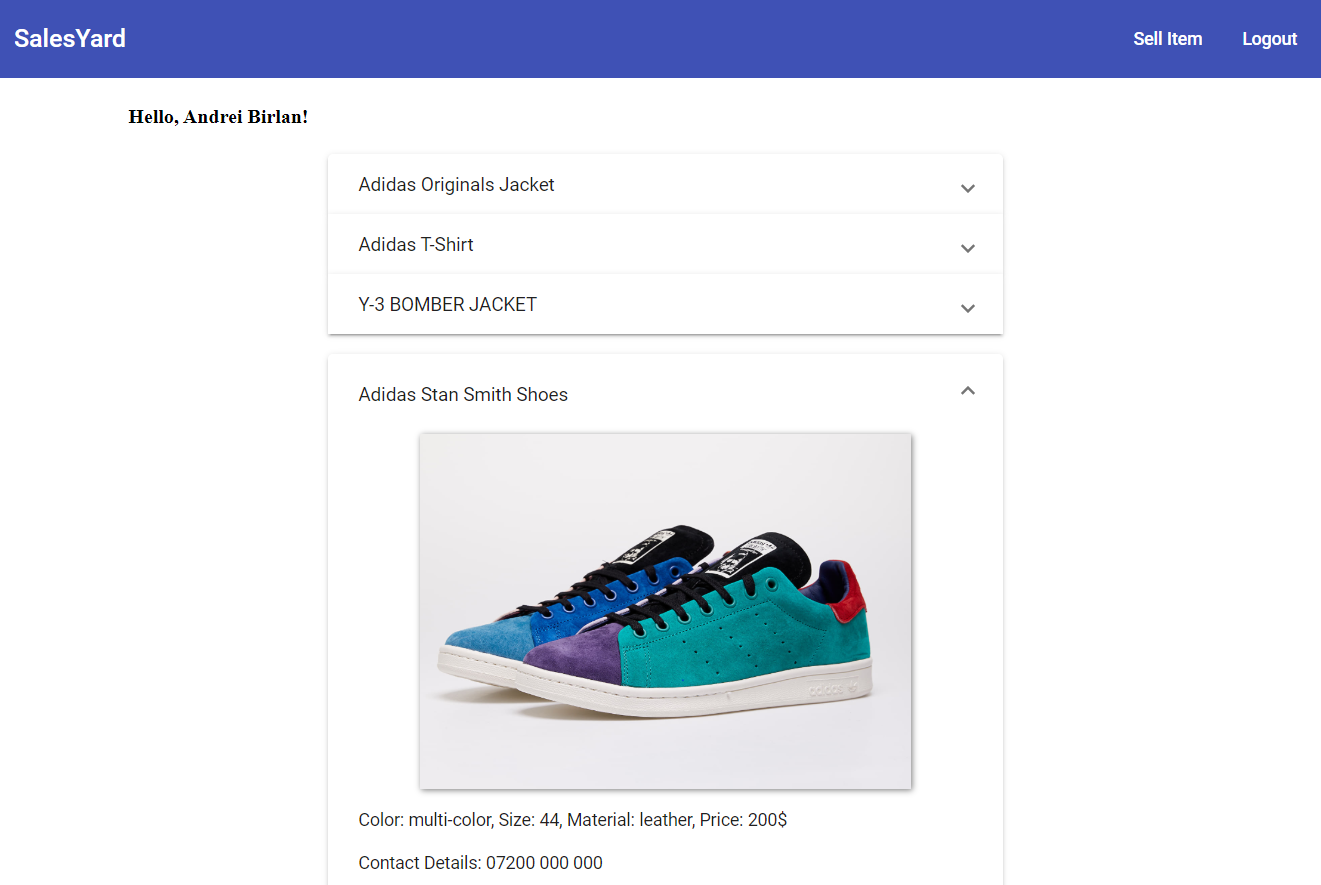 SalesYard
Sell Item
Logout
Hello, Andrei Birlan!
Adidas Originals Jacket
Adidas T-Shirt
Y-3 BOMBER JACKET
Adidas Stan Smith Shoes
adidas
Color: multi-color, Size: 44, Material: leather, Price: 200$
Contact Details: 07200 000 000